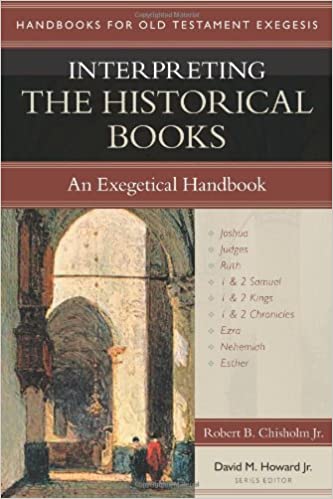 HANDBOOKS FOR OLD TESTAMENT EXEGESIS
INTERPRETING
THE HISTORICAL
BOOKS
An Exegetical Handbook
Joshua
Judges
Ruth
1 & 2 Samuel
1 & 2 Kings
1 & 2 Chronicles
Ezra
Nehemiah
Esther
Robert B. Chisholm Jr.
David M. Howard Jr.
SERIES EDITOR